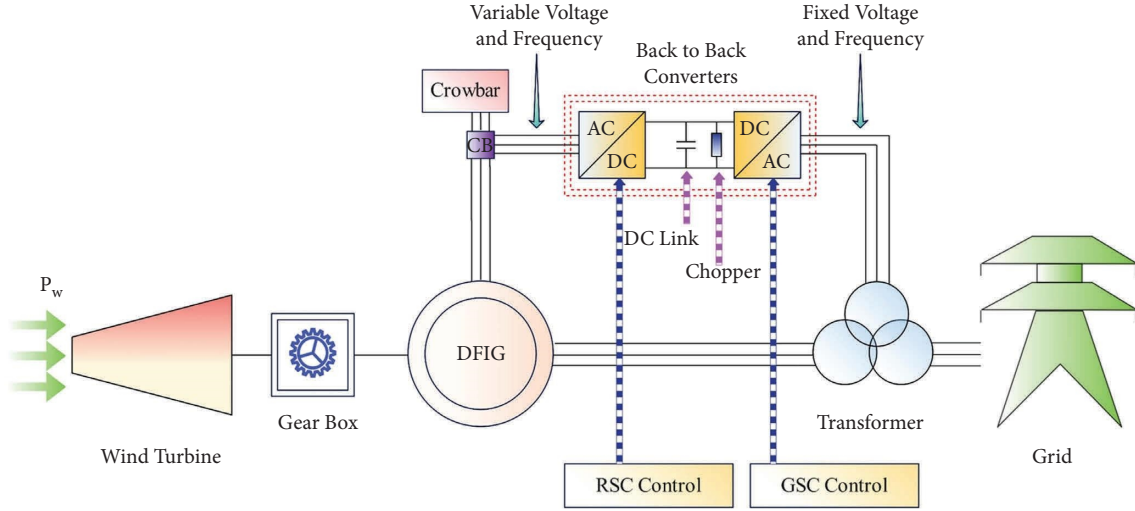 Variable Voltage
and Frequency
Fixed Voltage
and Frequency
Back to Back
Converters
Crowbar
CB
AC
DC
DC
AC
DC Link
Chopper
P_w
DFIG
Gear Box
Wind Turbine
Transformer
Grid
RSC Control
GSC Control